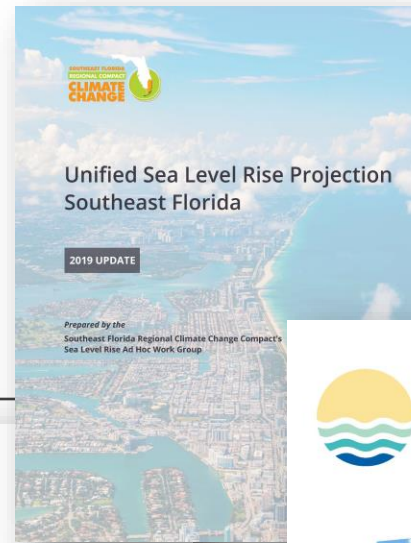 SOUTHEAST FLORIDA
REGIONAL COMPACT
CLIMATE
CHANGE
Unified Sea Level Rise Projection
Southeast Florida
2019 UPDATE
Prepared by the
Southeast Florida Regional Climate Change Compact's
Sea Level Rise Ad Hoc Work Group